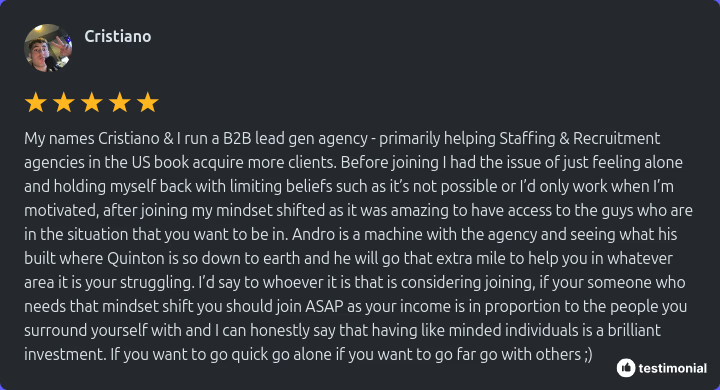 Cristiano
My names Cristiano & I run a B2B lead gen agency - primarily helping Staffing & Recruitment
agencies in the US book acquire more clients. Before joining I had the issue of just feeling alone
and holding myself back with limiting beliefs such as it’s not possible or I’d only work when I’m
motivated, after joining my mindset shifted as it was amazing to have access to the guys who are
in the situation that you want to be in. Andro is a machine with the agency and seeing what his
built where Quinton is so down to earth and he will go that extra mile to help you in whatever
area it is your struggling. I’d say to whoever it is that is considering joining, if your someone who
needs that mindset shift you should join ASAP as your income is in proportion to the people you
surround yourself with and I can honestly say that having like minded individuals is a brilliant
investment. If you want to go quick go alone if you want to go far go with others ;)
testimonial